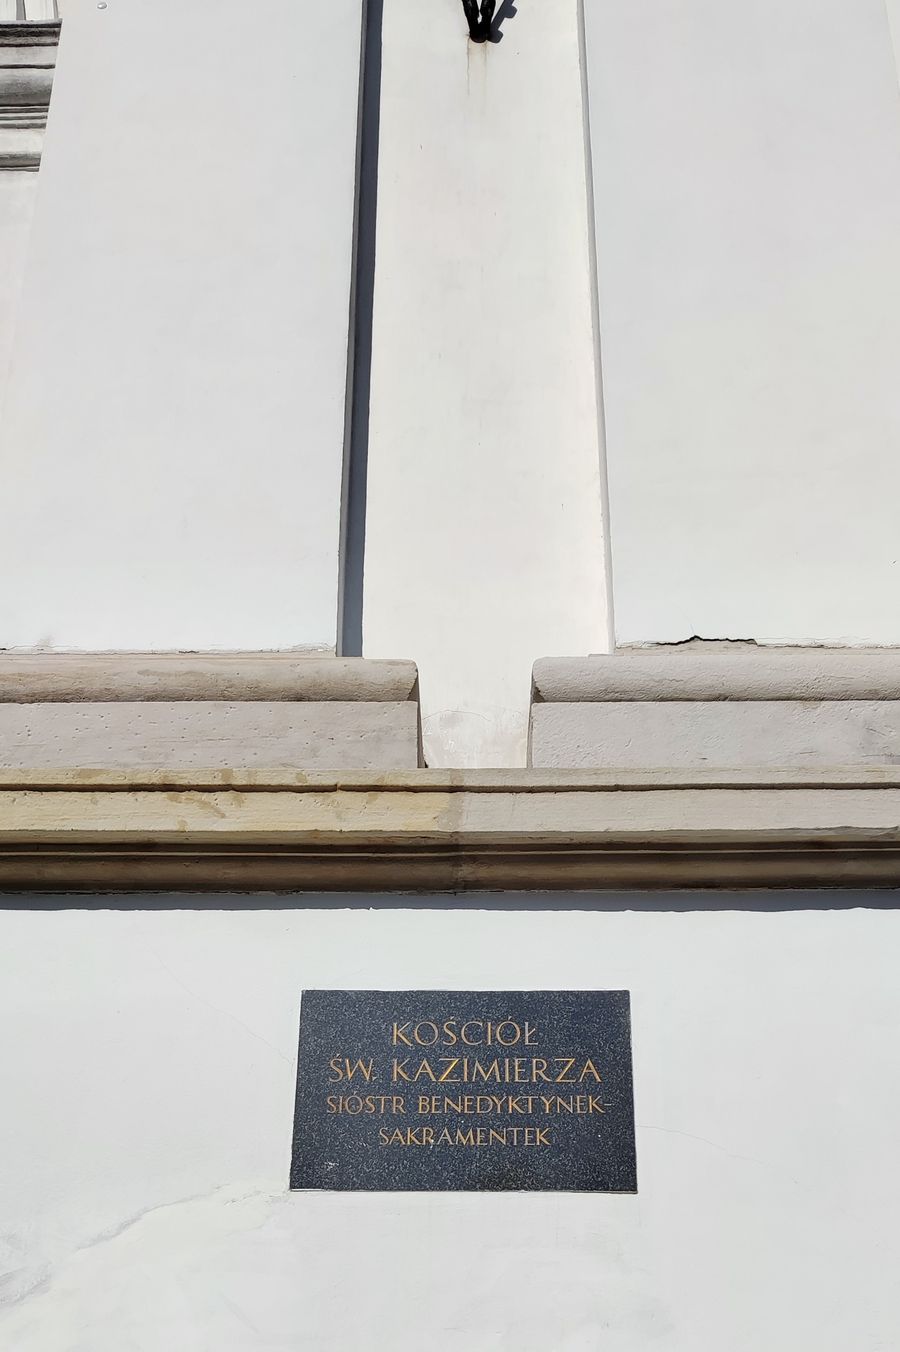 KOŚCIÓŁ
ŚW. KAZIMIERZA
SIÓSTR BENEDYKTYNEK-
SAKRAMENTEK